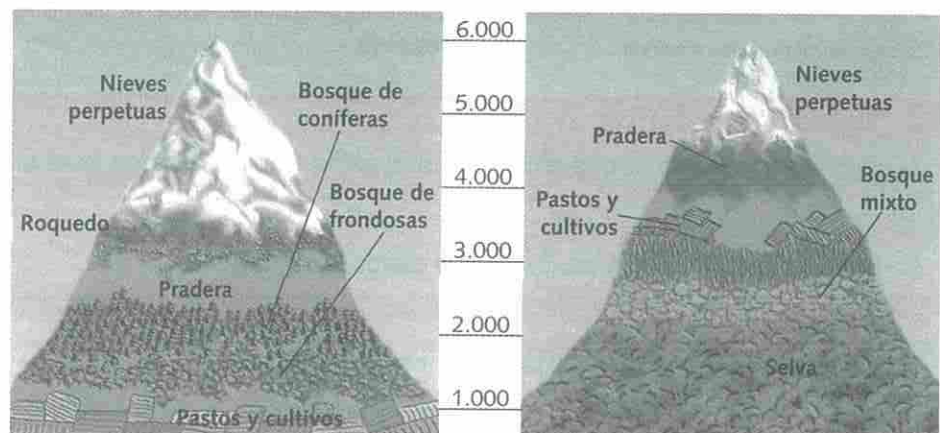 Nieves
perpetuas
Bosque de
coníferas
Bosque de
frondosas
Roquedo
Pradera
Pastos y cultivos
6.000
5.000
4.000
3.000
2.000
1.000
Nieves
perpetuas
Pradera
Bosque
mixto
Pastos y
cultivos
Selva